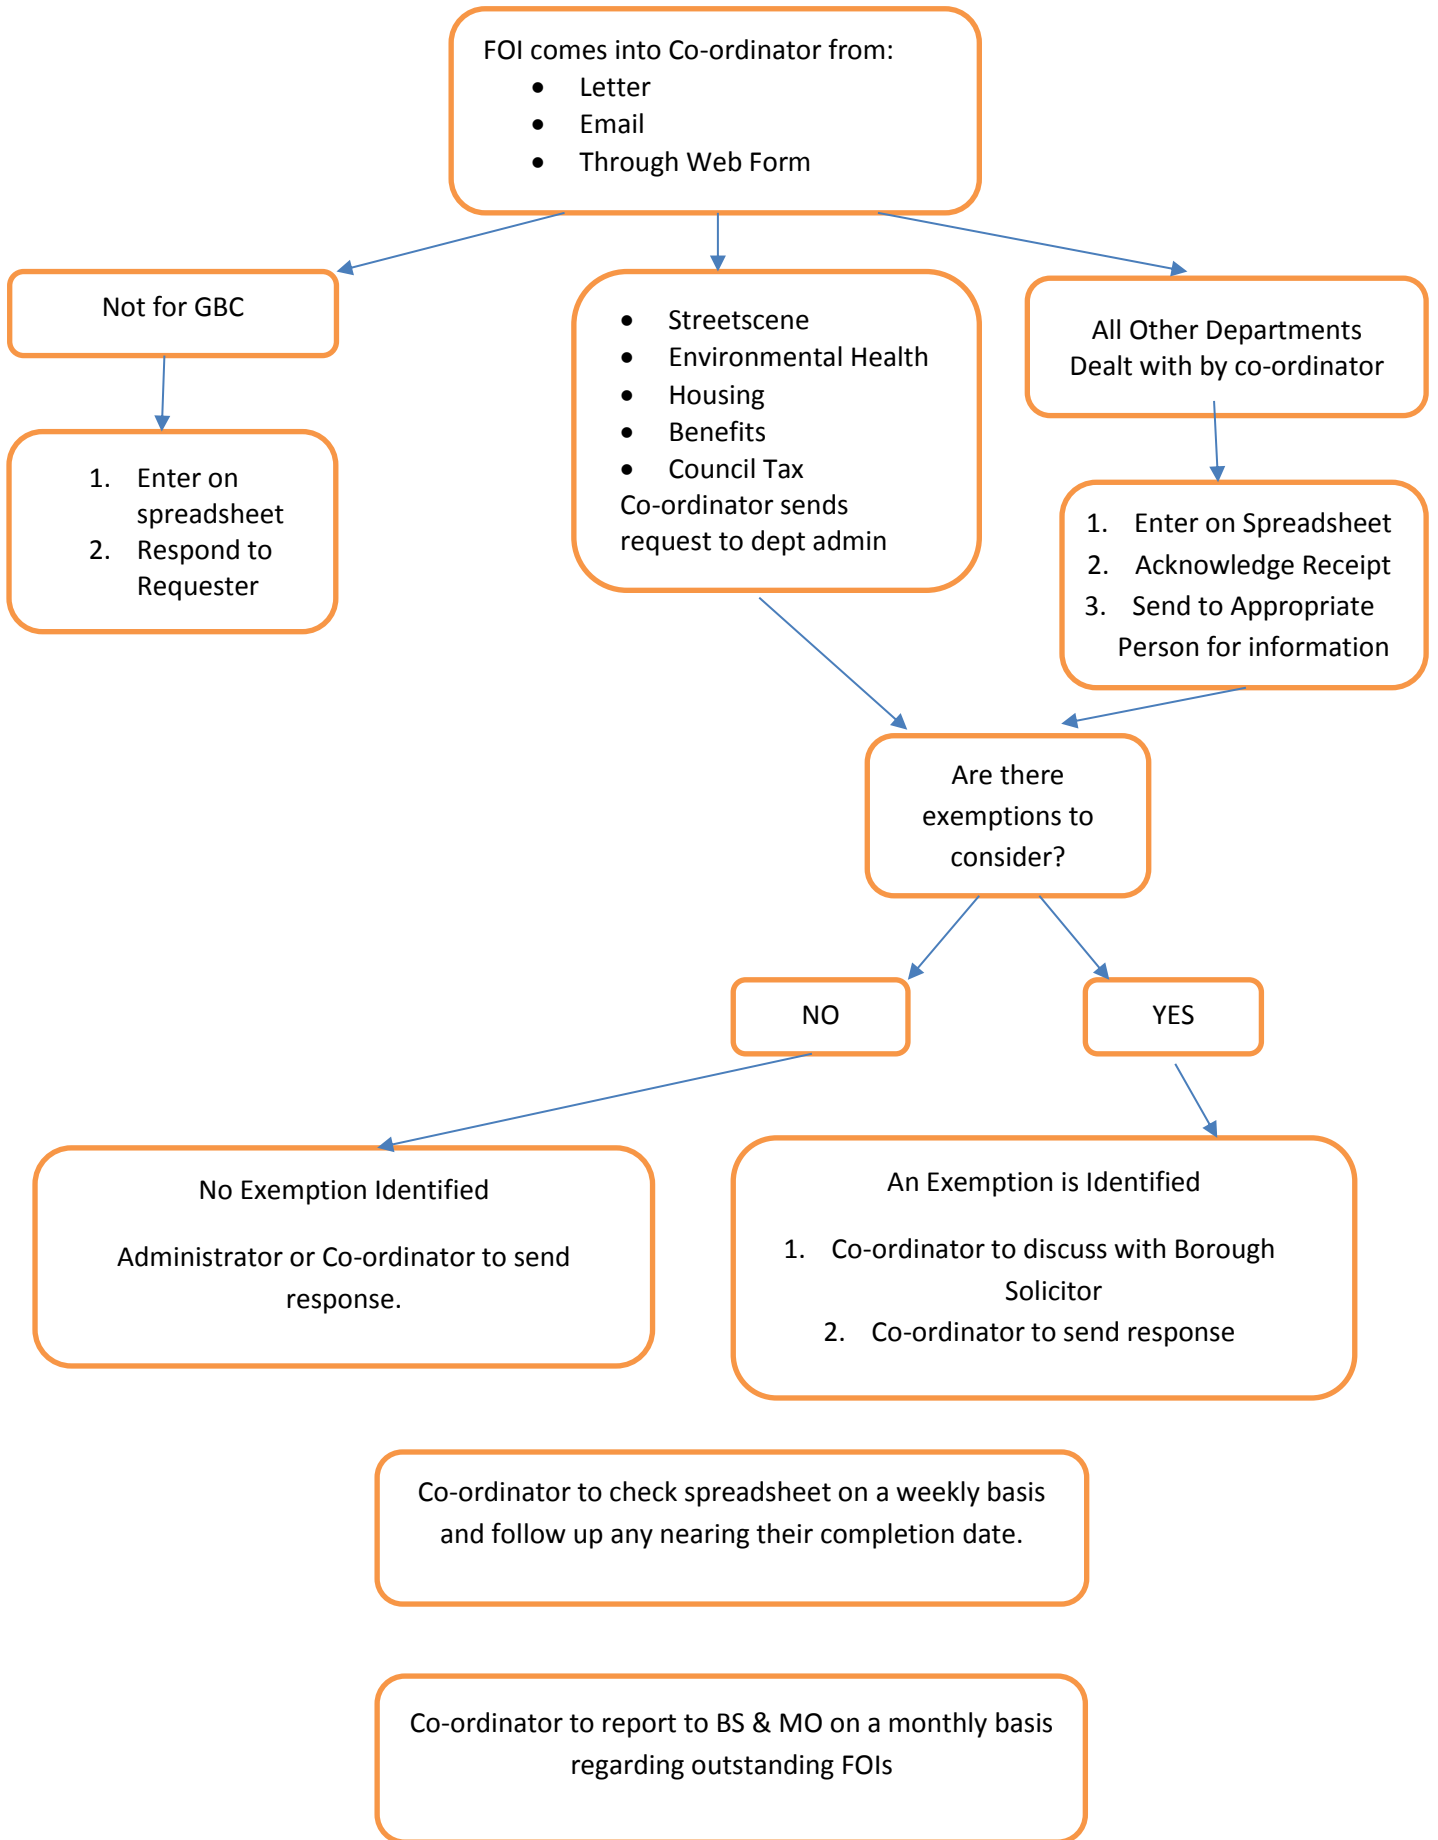 FOI comes into Co-ordinator from:
• Letter
• Email
• Through Web Form
Not for GBC
1. Enter on
spreadsheet
2. Respond to
Requester
• Streetscene
• Environmental Health
• Housing
• Benefits
• Council Tax
Co-ordinator sends
request to dept admin
All Other Departments
Dealt with by co-ordinator
1. Enter on Spreadsheet
2. Acknowledge Receipt
3. Send to Appropriate
Person for information
Are there
exemptions to
consider?
NO
YES
No Exemption Identified
Administrator or Co-ordinator to send
response.
An Exemption is Identified
1. Co-ordinator to discuss with Borough
Solicitor
2. Co-ordinator to send response
Co-ordinator to check spreadsheet on a weekly basis
and follow up any nearing their completion date.
Co-ordinator to report to BS & MO on a monthly basis
regarding outstanding FOIs